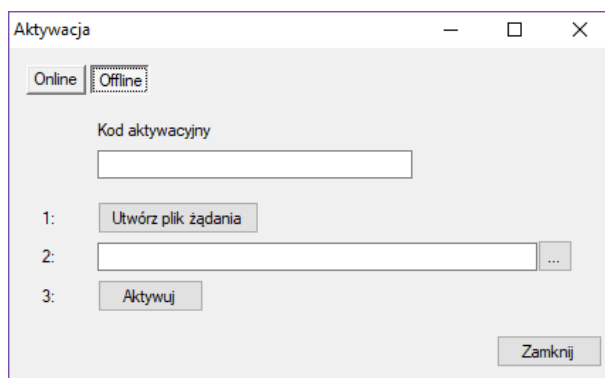 Aktywacja
Online Offline
Kod aktywacyjny
1: Utwórz plik żądania
2: ...
3: Aktywuj
Zamknij